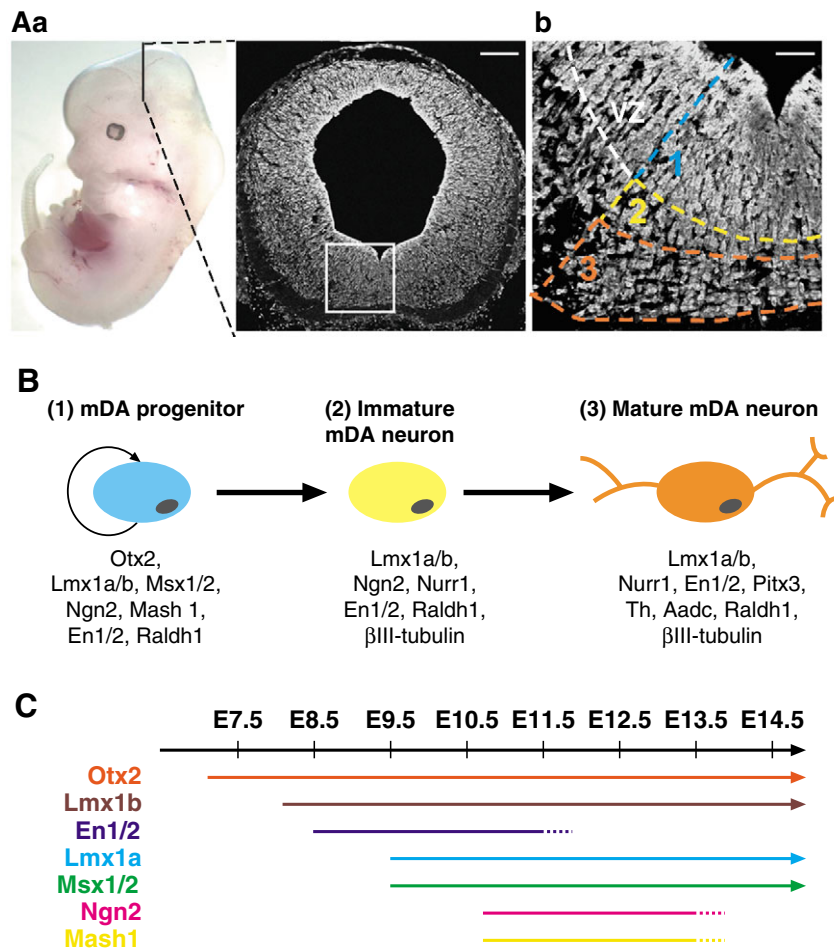 Aa
b
VZ
1
2
3
B
(1) mDA progenitor
Otx2,
Lmx1a/b, Msx1/2,
Ngn2, Mash 1,
En1/2, Raldh1
(2) Immature
mDA neuron
Lmx1a/b,
Ngn2, Nurr1,
En1/2, Raldh1,
βIII-tubulin
(3) Mature mDA neuron
Lmx1a/b,
Nurr1, En1/2, Pitx3,
Th, Aadc, Raldh1,
βIII-tubulin
C
E7.5 E8.5 E9.5 E10.5 E11.5 E12.5 E13.5 E14.5
Otx2
Lmx1b
En1/2
Lmx1a
Msx1/2
Ngn2
Mash1